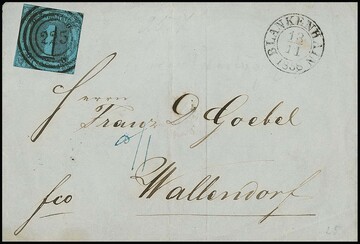 225
BLANKENHAIN
13
11
1858
Herrn
Franz D Goebel
fco
Wallendorf